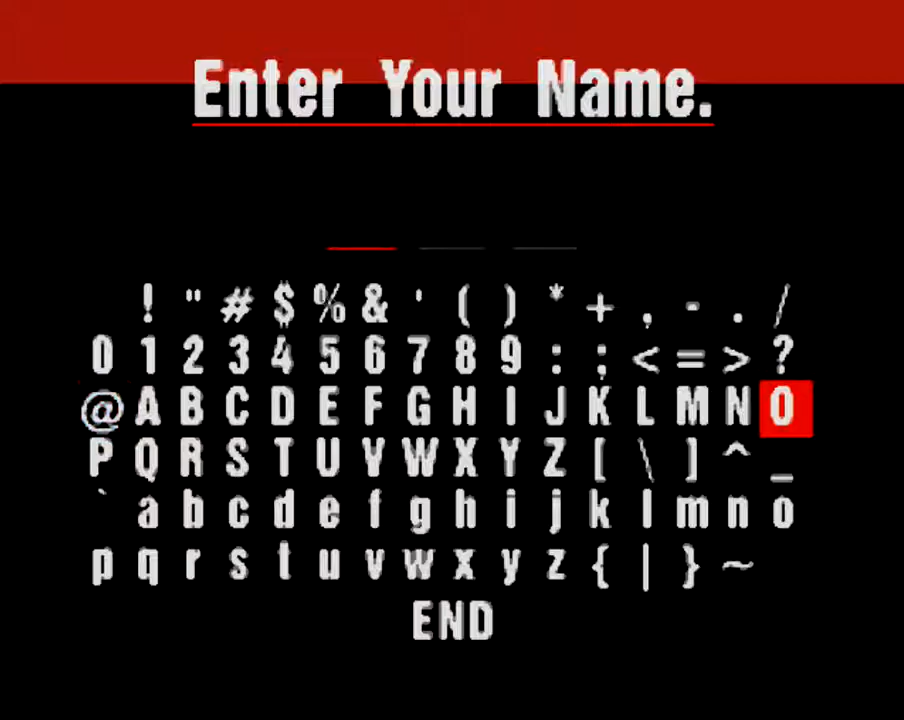 Enter Your Name.
! " # $ % & ' ( ) * + , - . /
0 1 2 3 4 5 6 7 8 9 : ; < = > ?
@ A B C D E F G H I J K L M N O
P Q R S T U V W X Y Z [ \ ] ^ _
` a b c d e f g h i j k l m n o
p q r s t u v w x y z { | } ~
END